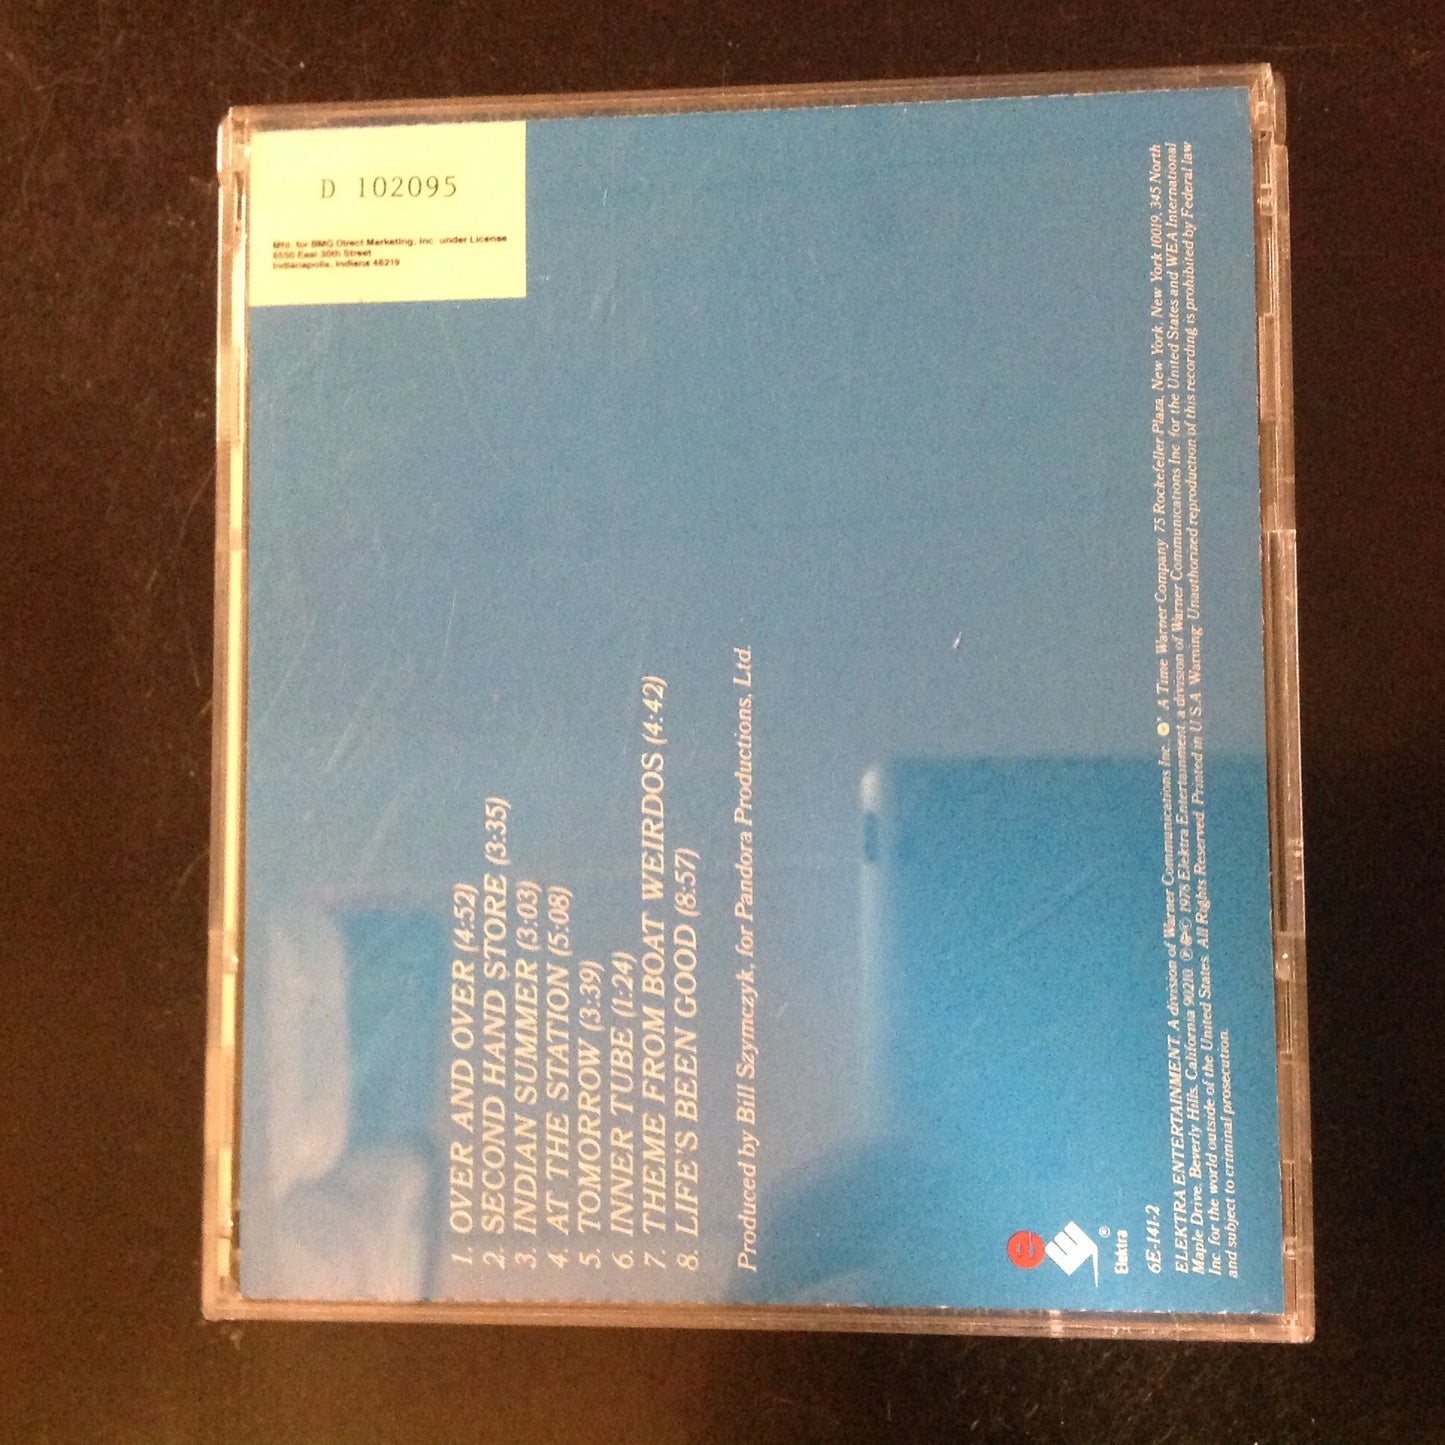 D 102095
Mfd. for BMG Direct Marketing, Inc. under License
6550 East 30th Street
Indianapolis, Indiana 46219
1. OVER AND OVER (4:52)
2. SECOND HAND STORE (3:35)
3. INDIAN SUMMER (3:03)
4. AT THE STATION (5:08)
5. TOMORROW (3:39)
6. INNER TUBE (1:24)
7. THEME FROM BOAT WEIRDOS (4:42)
8. LIFE'S BEEN GOOD (8:57)
Produced by Bill Szymczyk, for Pandora Productions, Ltd.
Elektra ®
6E-141-2
ELEKTRA ENTERTAINMENT, A division of Warner Communications Inc. A Time Warner Company 75 Rockefeller Plaza, New York, New York 10019, 345 North
Maple Drive, Beverly Hills, California 90210. ℗ © 1978 Elektra Entertainment, a division of Warner Communications Inc. for the United States and WEA International
Inc. for the world outside of the United States. All Rights Reserved. Printed in U.S.A. Warning: Unauthorized reproduction of this recording is prohibited by Federal law
and subject to criminal prosecution.